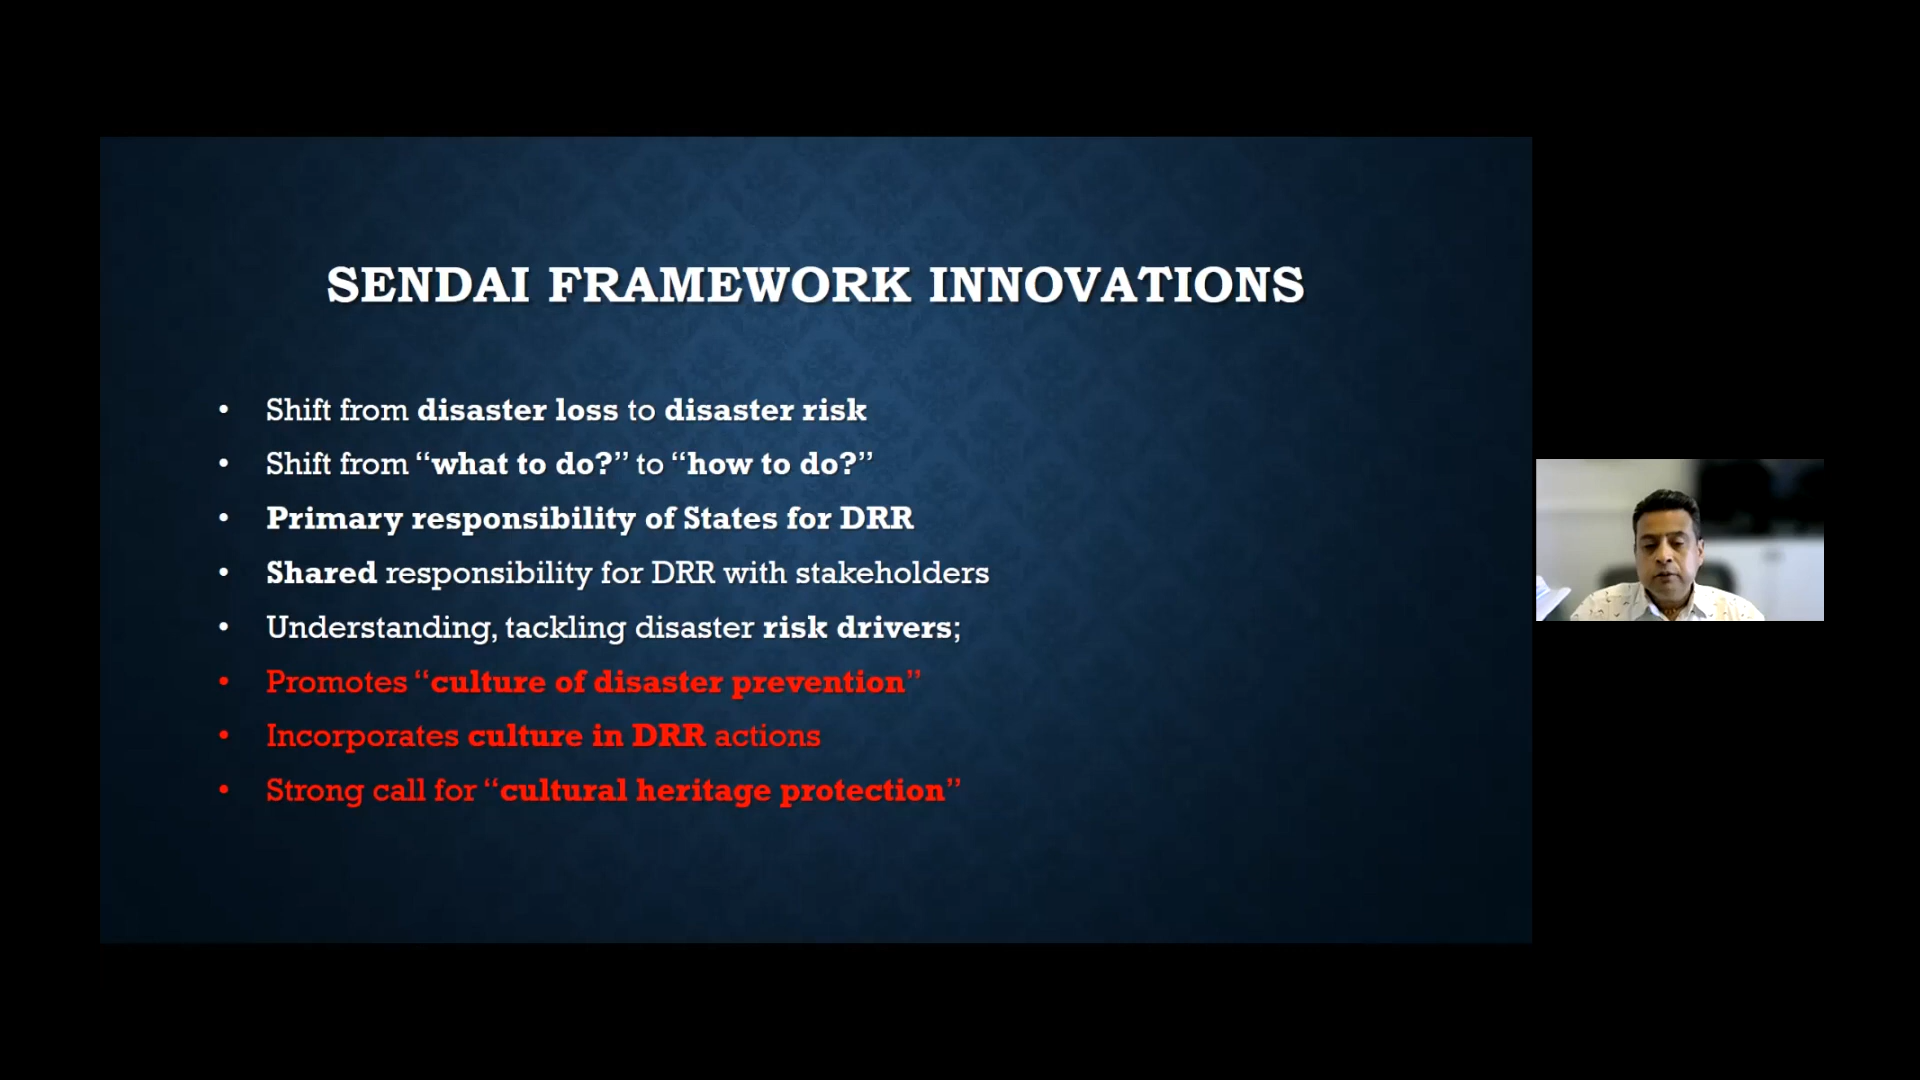 SENDAI FRAMEWORK INNOVATIONS
• Shift from disaster loss to disaster risk
• Shift from “what to do?” to “how to do?”
• Primary responsibility of States for DRR
• Shared responsibility for DRR with stakeholders
• Understanding, tackling disaster risk drivers;
• Promotes “culture of disaster prevention”
• Incorporates culture in DRR actions
• Strong call for “cultural heritage protection”